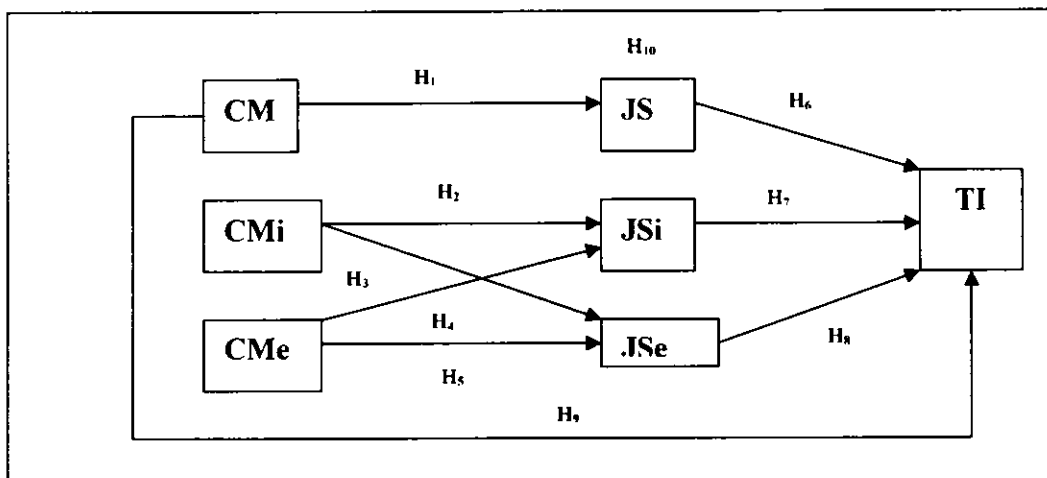 H₁₀
H₁
CM
JS
H₆
H₂
H₇
TI
CMi
JSi
H₃
H₄
CMe
JSe
H₈
H₅
H₉